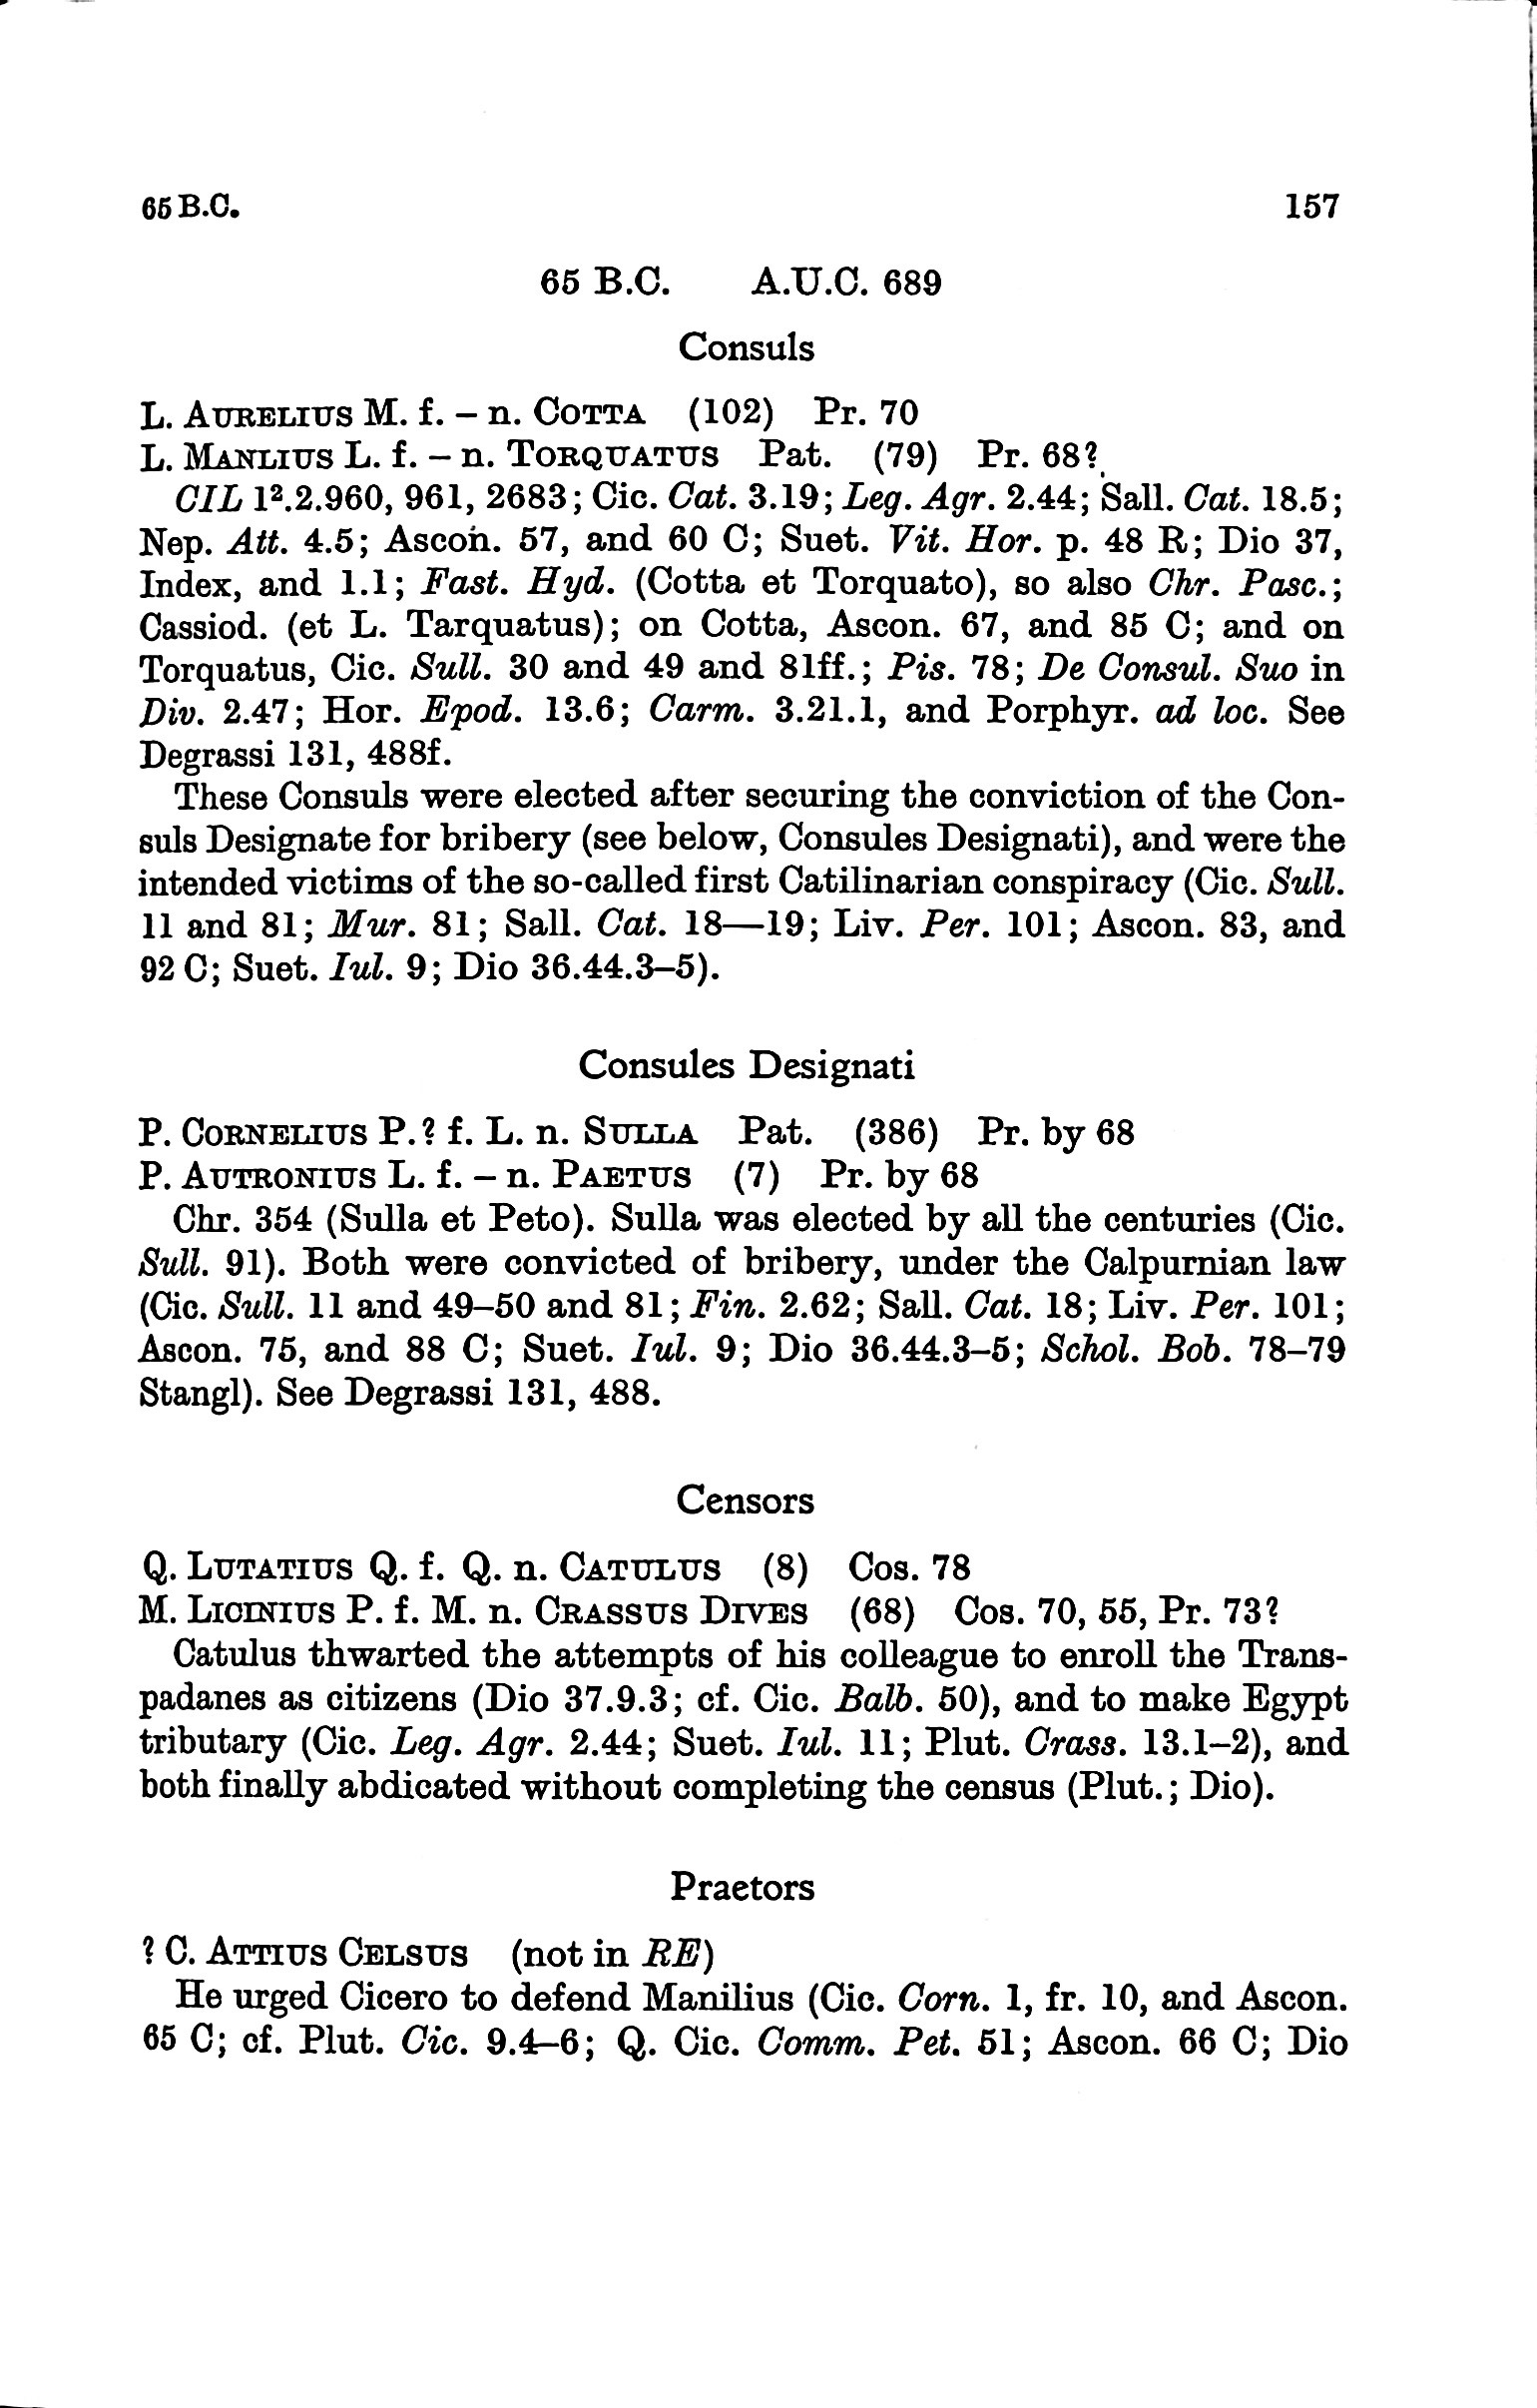 65 B.C. 157
65 B.C. A.U.C. 689
Consuls
L. Aurelius M. f. – n. Cotta (102) Pr. 70
L. Manlius L. f. – n. Torquatus Pat. (79) Pr. 68?
CIL 1².2.960, 961, 2683; Cic. Cat. 3.19; Leg. Agr. 2.44; Sall. Cat. 18.5;
Nep. Att. 4.5; Ascon. 57, and 60 C; Suet. Vit. Hor. p. 48 R; Dio 37,
Index, and 1.1; Fast. Hyd. (Cotta et Torquato), so also Chr. Pasc.;
Cassiod. (et L. Tarquatus); on Cotta, Ascon. 67, and 85 C; and on
Torquatus, Cic. Sull. 30 and 49 and 81ff.; Pis. 78; De Consul. Suo in
Div. 2.47; Hor. Epod. 13.6; Carm. 3.21.1, and Porphyr. ad loc. See
Degrassi 131, 488f.
These Consuls were elected after securing the conviction of the Con-
suls Designate for bribery (see below, Consules Designati), and were the
intended victims of the so-called first Catilinarian conspiracy (Cic. Sull.
11 and 81; Mur. 81; Sall. Cat. 18—19; Liv. Per. 101; Ascon. 83, and
92 C; Suet. Iul. 9; Dio 36.44.3–5).
Consules Designati
P. Cornelius P.? f. L. n. Sulla Pat. (386) Pr. by 68
P. Autronius L. f. – n. Paetus (7) Pr. by 68
Chr. 354 (Sulla et Peto). Sulla was elected by all the centuries (Cic.
Sull. 91). Both were convicted of bribery, under the Calpurnian law
(Cic. Sull. 11 and 49–50 and 81; Fin. 2.62; Sall. Cat. 18; Liv. Per. 101;
Ascon. 75, and 88 C; Suet. Iul. 9; Dio 36.44.3–5; Schol. Bob. 78–79
Stangl). See Degrassi 131, 488.
Censors
Q. Lutatius Q. f. Q. n. Catulus (8) Cos. 78
M. Licinius P. f. M. n. Crassus Dives (68) Cos. 70, 55, Pr. 73?
Catulus thwarted the attempts of his colleague to enroll the Trans-
padanes as citizens (Dio 37.9.3; cf. Cic. Balb. 50), and to make Egypt
tributary (Cic. Leg. Agr. 2.44; Suet. Iul. 11; Plut. Crass. 13.1–2), and
both finally abdicated without completing the census (Plut.; Dio).
Praetors
? C. Attius Celsus (not in RE)
He urged Cicero to defend Manilius (Cic. Corn. 1, fr. 10, and Ascon.
65 C; cf. Plut. Cic. 9.4–6; Q. Cic. Comm. Pet. 51; Ascon. 66 C; Dio